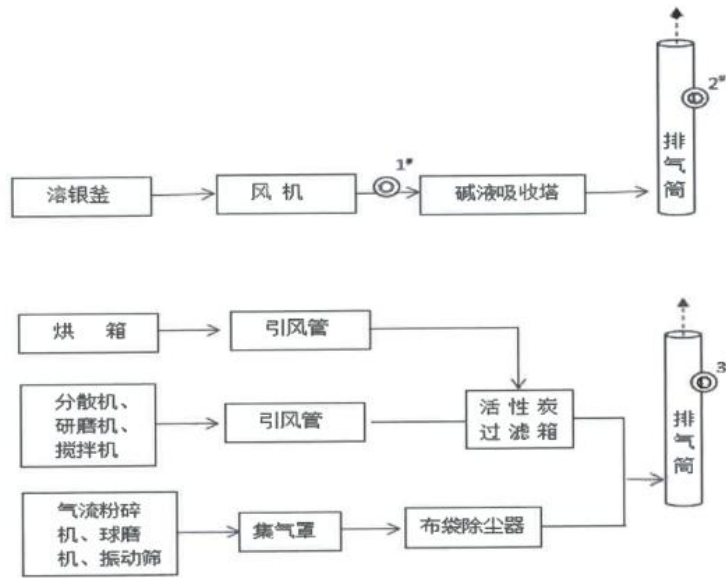 2#
排气筒
1#
溶银釜
风机
碱液吸收塔
烘 箱
引风管
3
排气筒
分散机、
研磨机、
搅拌机
引风管
活性炭
过滤箱
气流粉碎
机、球磨
机、振动筛
集气罩
布袋除尘器